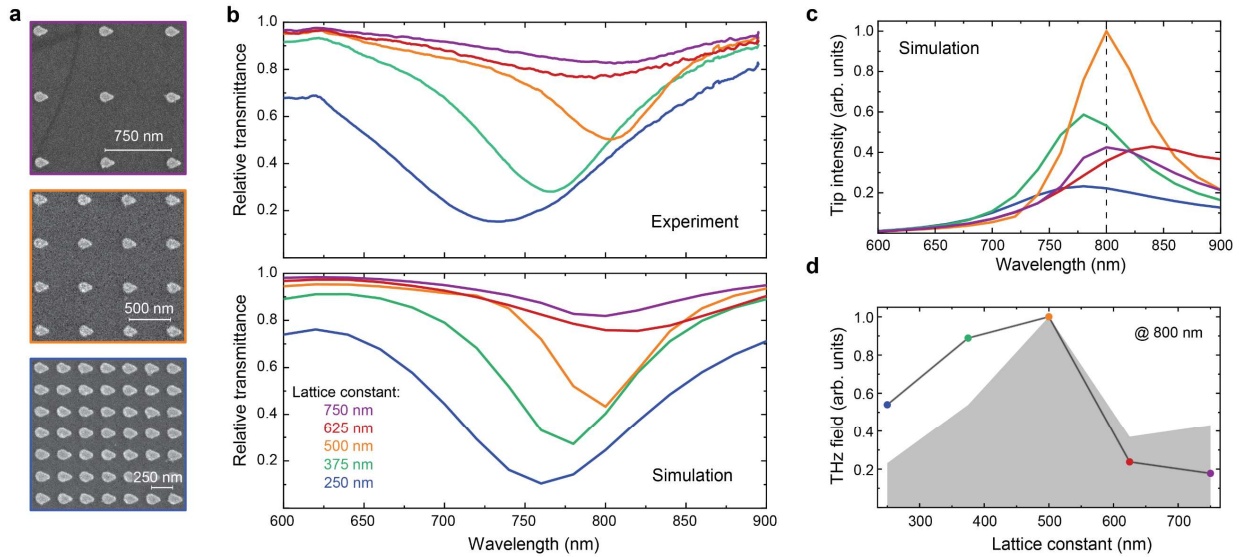 a
750 nm
500 nm
250 nm
b
1.0
0.8
0.6
0.4
0.2
Relative transmittance
Experiment
1.0
0.8
0.6
0.4
0.2
Relative transmittance
Lattice constant:
750 nm
625 nm
500 nm
375 nm
250 nm
Simulation
600 650 700 750 800 850 900
Wavelength (nm)
c
1.0
0.8
0.6
0.4
0.2
Tip intensity (arb. units)
Simulation
600 650 700 750 800 850 900
Wavelength (nm)
d
1.0
0.8
0.6
0.4
0.2
0.0
THz field (arb. units)
@ 800 nm
300 400 500 600 700
Lattice constant (nm)